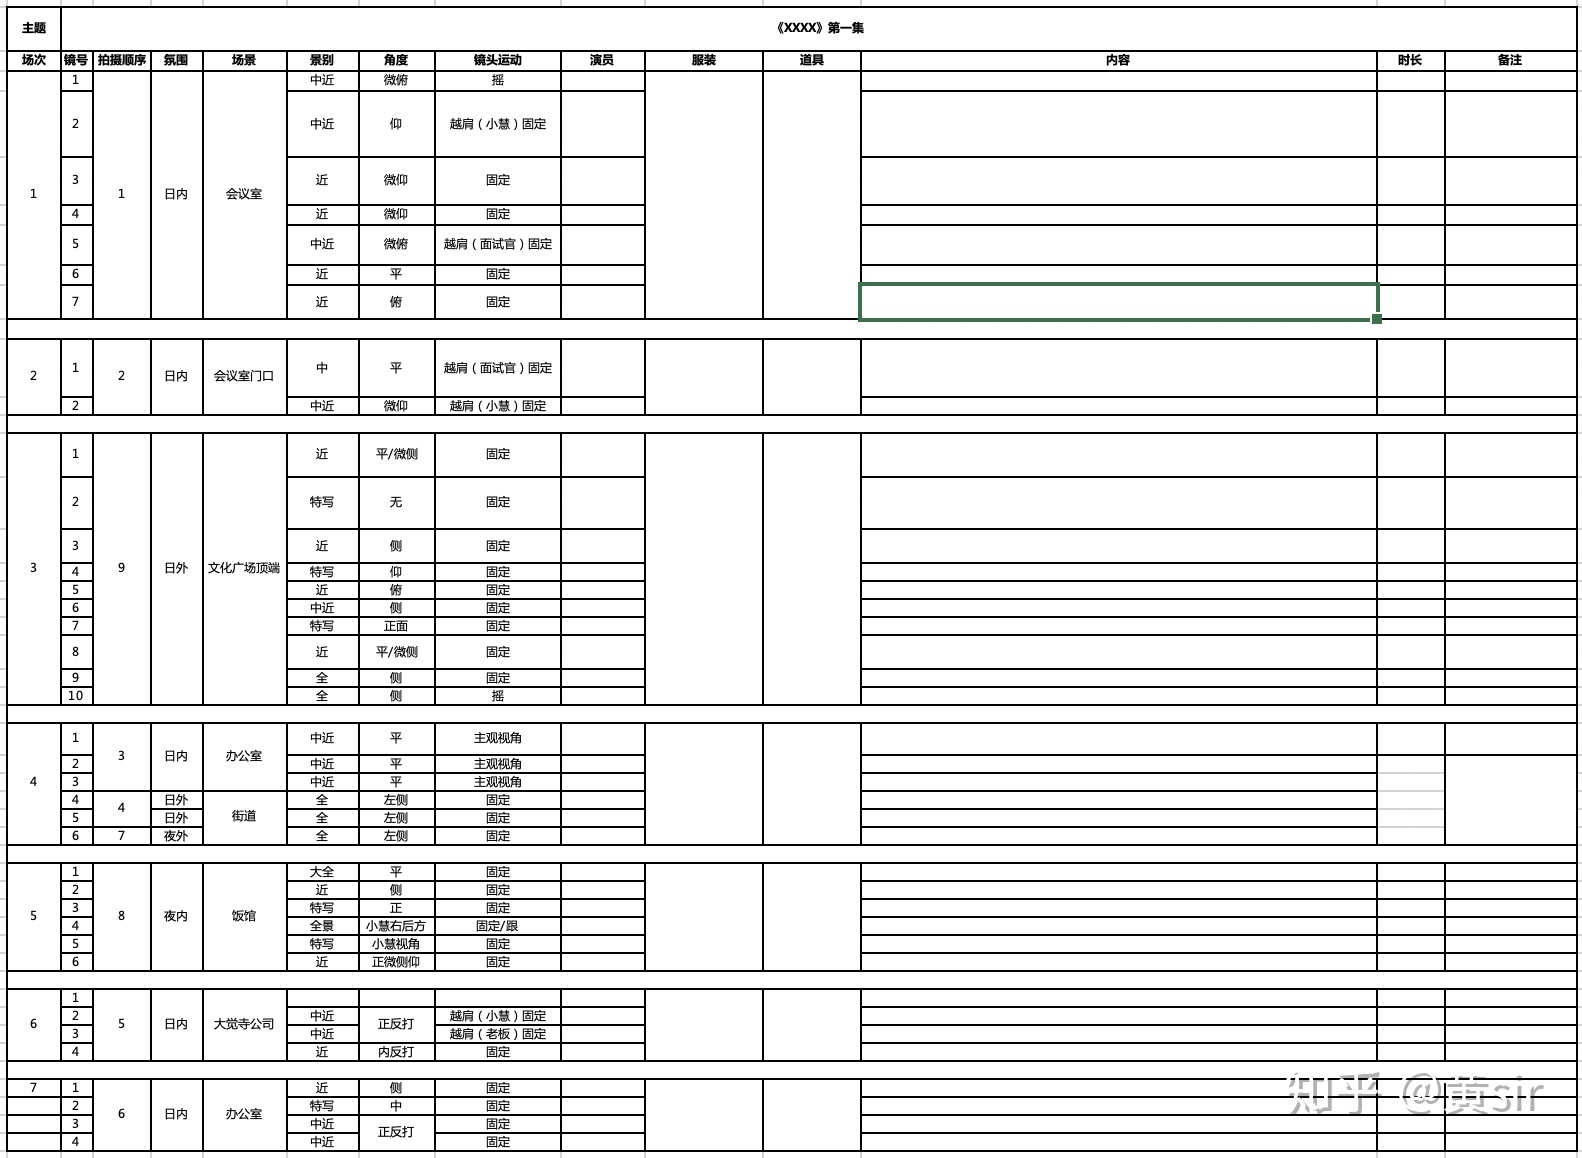 主题 《XXXX》第一集
场次 镜号 拍摄顺序 氛围 场景 景别 角度 镜头运动 演员 服装 道具 内容 时长 备注
1 中近 微俯 摇
2 中近 仰 越肩（小慧）固定
3 近 微仰 固定
1 1 日内 会议室
4 近 微仰 固定
5 中近 微俯 越肩（面试官）固定
6 近 平 固定
7 近 俯 固定
1 中 平 越肩（面试官）固定
2 2 日内 会议室门口
2 中近 微仰 越肩（小慧）固定
1 近 平/微侧 固定
2 特写 无 固定
3 近 侧 固定
3 9 日外 文化广场顶端
4 特写 仰 固定
5 近 俯 固定
6 中近 侧 固定
7 特写 正面 固定
8 近 平/微侧 固定
9 全 侧 固定
10 全 侧 摇
1 中近 平 主观视角
3 日内 办公室
2 中近 平 主观视角
3 中近 平 主观视角
4
4 日外 全 左侧 固定
4 街道
5 日外 全 左侧 固定
6 7 夜外 全 左侧 固定
1 大全 平 固定
2 近 侧 固定
3 特写 正 固定
5 8 夜内 饭馆
4 全景 小慧右后方 固定/跟
5 特写 小慧视角 固定
6 近 正微侧仰 固定
1
2 中近 越肩（小慧）固定
6 5 日内 大觉寺公司 正反打
3 中近 越肩（老板）固定
4 近 内反打 固定
7 1 近 侧 固定
2 特写 中 固定
6 日内 办公室
3 中近 固定
正反打
4 中近 固定
知乎 @黄sir